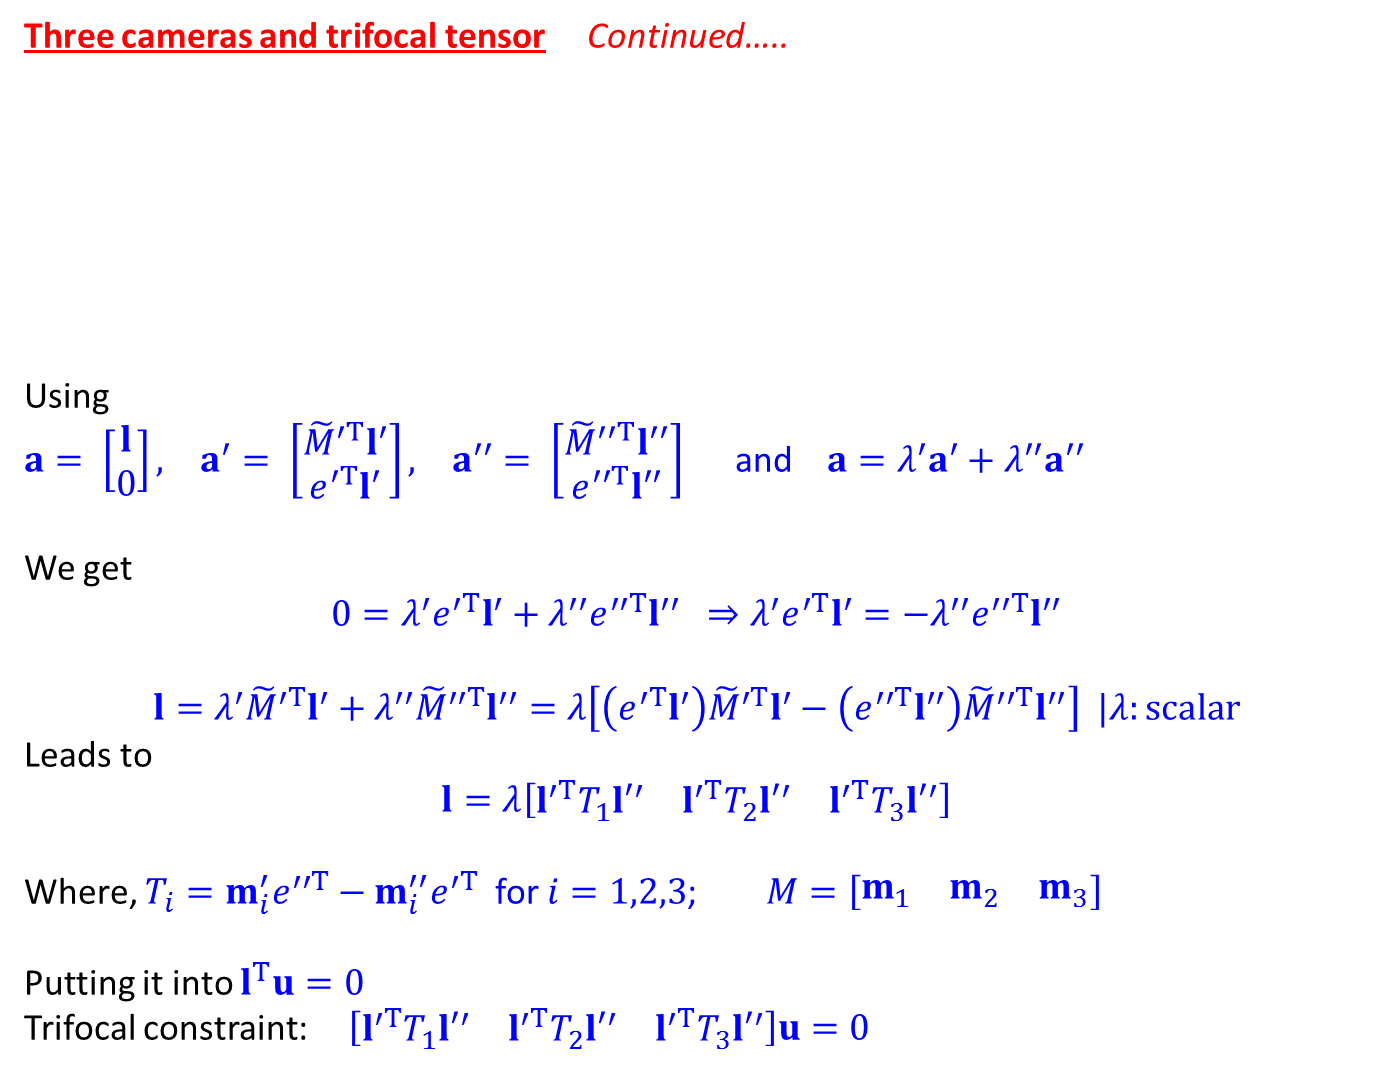 Three cameras and trifocal tensor Continued…..
Using
𝐚 = [𝐥 0], 𝐚′ = [M̃′ᵀ𝐥′ e′ᵀ𝐥′], 𝐚′′ = [M̃′′ᵀ𝐥′′ e′′ᵀ𝐥′′] and 𝐚 = λ′𝐚′ + λ′′𝐚′′
We get
0 = λ′e′ᵀ𝐥′ + λ′′e′′ᵀ𝐥′′ ⇒ λ′e′ᵀ𝐥′ = −λ′′e′′ᵀ𝐥′′
𝐥 = λ′M̃′ᵀ𝐥′ + λ′′M̃′′ᵀ𝐥′′ = λ[(e′ᵀ𝐥′)M̃′ᵀ𝐥′ − (e′′ᵀ𝐥′′)M̃′′ᵀ𝐥′′] |λ: scalar
Leads to
𝐥 = λ[𝐥′ᵀT₁𝐥′′ 𝐥′ᵀT₂𝐥′′ 𝐥′ᵀT₃𝐥′′]
Where, Tᵢ = 𝐦ᵢ′e′′ᵀ − 𝐦ᵢ′′e′ᵀ for i = 1,2,3; M = [𝐦₁ 𝐦₂ 𝐦₃]
Putting it into 𝐥ᵀ𝐮 = 0
Trifocal constraint: [𝐥′ᵀT₁𝐥′′ 𝐥′ᵀT₂𝐥′′ 𝐥′ᵀT₃𝐥′′]𝐮 = 0